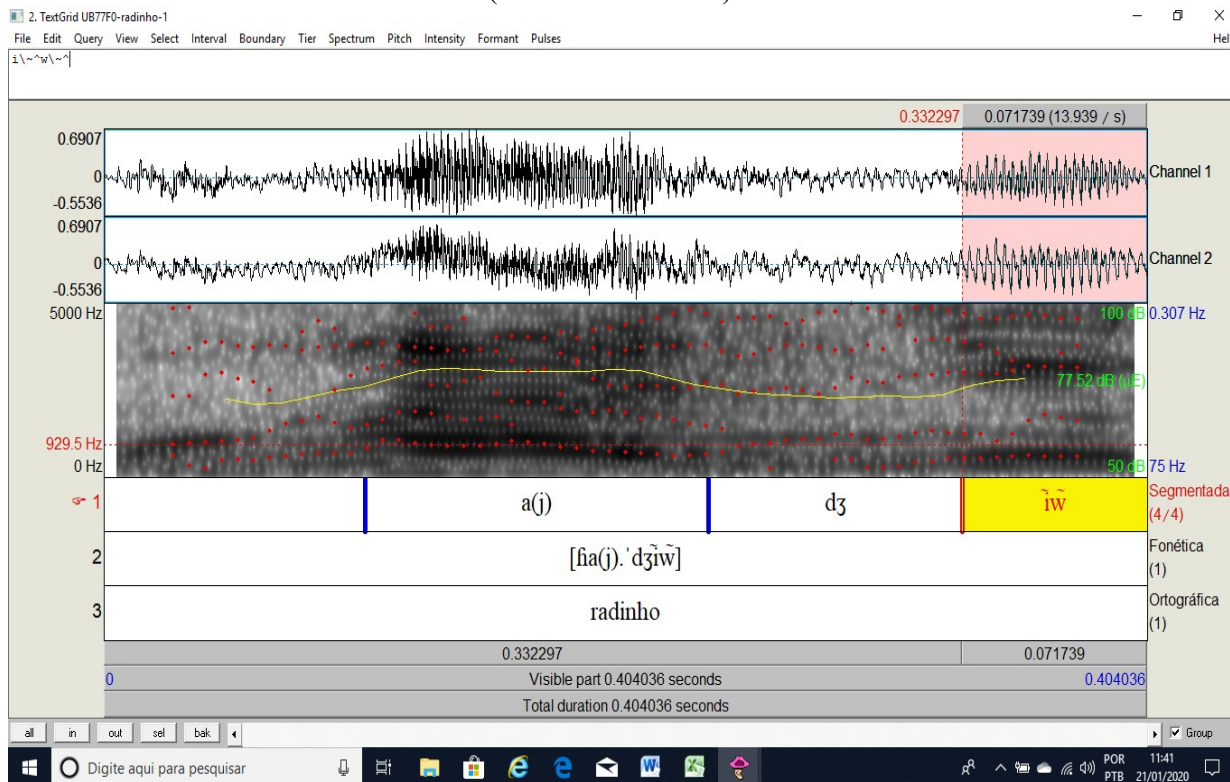 2. TextGrid UB77F0-radinho-1
File Edit Query View Select Interval Boundary Tier Spectrum Pitch Intensity Formant Pulses Hel
i\~^w\~^
0.332297 0.071739 (13.939 / s)
0.6907
0
-0.5536
Channel 1
0.6907
0
-0.5536
Channel 2
5000 Hz 100 dB 0.307 Hz
77.52 dB (µE)
929.5 Hz
0 Hz 50 dB 75 Hz
1 a(j) dʒ ĩw̃ Segmentada
(4/4)
2 [ɦa(j).ˈdʒĩw̃] Fonética
(1)
3 radinho Ortográfica
(1)
0.332297 0.071739
0 Visible part 0.404036 seconds 0.404036
Total duration 0.404036 seconds
all in out sel bak Group
Digite aqui para pesquisar POR 11:41
PTB 21/01/2020